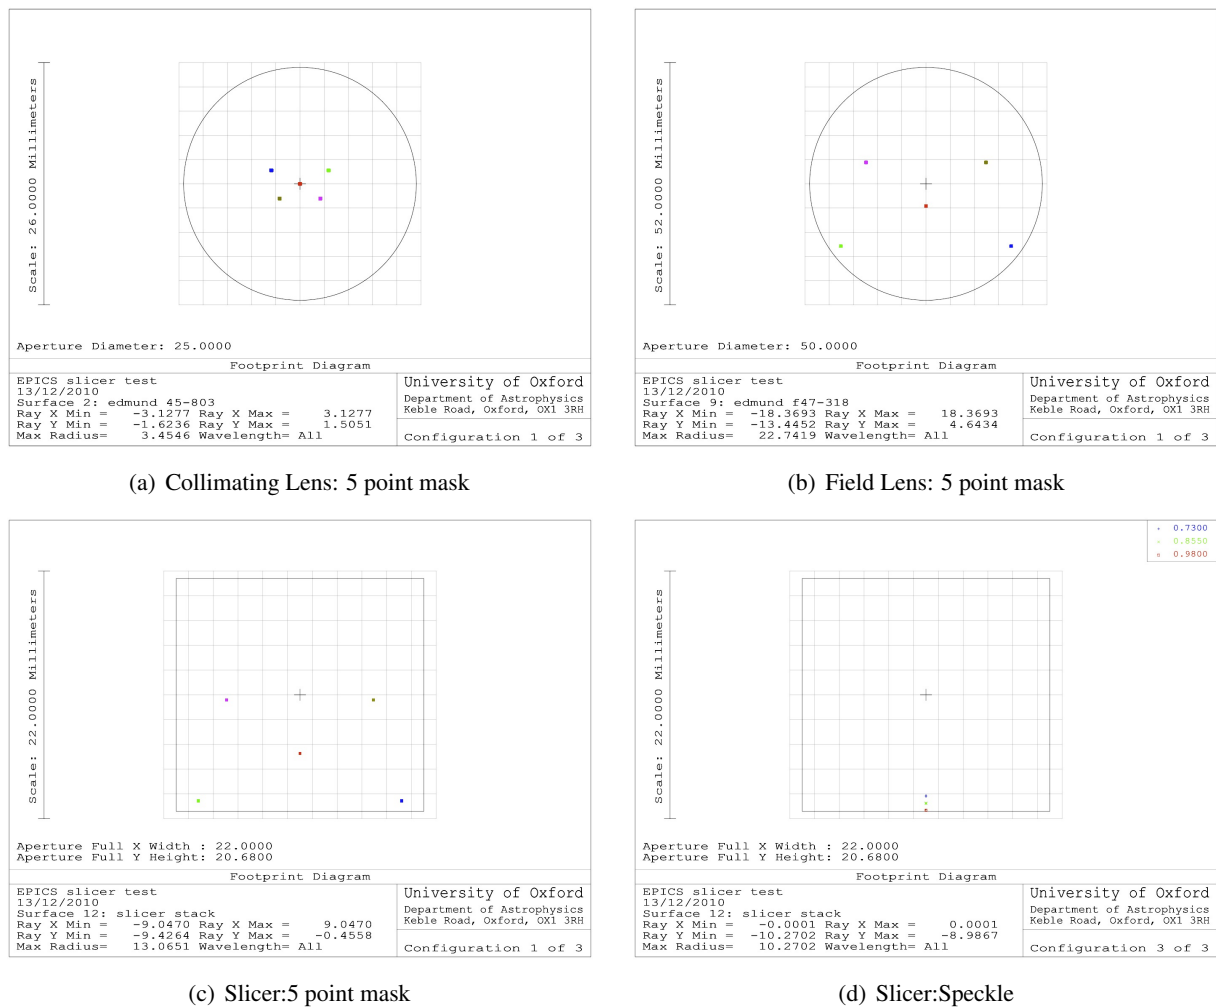 Scale: 26.0000 Millimeters
Aperture Diameter: 25.0000
Footprint Diagram
EPICS slicer test
13/12/2010
Surface 2: edmund 45-803
Ray X Min =   -3.1277 Ray X Max =    3.1277
Ray Y Min =   -1.6236 Ray Y Max =    1.5051
Max Radius=    3.4546 Wavelength= All
University of Oxford
Department of Astrophysics
Keble Road, Oxford, OX1 3RH
Configuration 1 of 3
(a) Collimating Lens: 5 point mask
Scale: 52.0000 Millimeters
Aperture Diameter: 50.0000
Footprint Diagram
EPICS slicer test
13/12/2010
Surface 9: edmund f47-318
Ray X Min =  -18.3693 Ray X Max =   18.3693
Ray Y Min =  -13.4452 Ray Y Max =    4.6434
Max Radius=   22.7419 Wavelength= All
University of Oxford
Department of Astrophysics
Keble Road, Oxford, OX1 3RH
Configuration 1 of 3
(b) Field Lens: 5 point mask
Scale: 22.0000 Millimeters
Aperture Full X Width : 22.0000
Aperture Full Y Height: 20.6800
Footprint Diagram
EPICS slicer test
13/12/2010
Surface 12: slicer stack
Ray X Min =   -9.0470 Ray X Max =    9.0470
Ray Y Min =   -9.4264 Ray Y Max =   -0.4558
Max Radius=   13.0651 Wavelength= All
University of Oxford
Department of Astrophysics
Keble Road, Oxford, OX1 3RH
Configuration 1 of 3
(c) Slicer:5 point mask
0.7300
0.8550
0.9800
Scale: 22.0000 Millimeters
Aperture Full X Width : 22.0000
Aperture Full Y Height: 20.6800
Footprint Diagram
EPICS slicer test
13/12/2010
Surface 12: slicer stack
Ray X Min =   -0.0001 Ray X Max =    0.0001
Ray Y Min =  -10.2702 Ray Y Max =   -8.9867
Max Radius=   10.2702 Wavelength= All
University of Oxford
Department of Astrophysics
Keble Road, Oxford, OX1 3RH
Configuration 3 of 3
(d) Slicer:Speckle